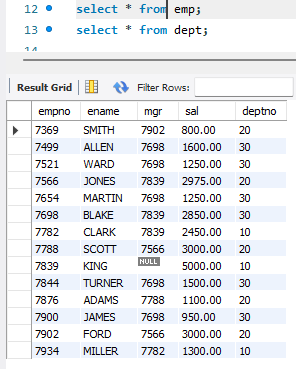 12 select * from emp;
13 select * from dept;
Result Grid Filter Rows:
empno ename mgr sal deptno
7369 SMITH 7902 800.00 20
7499 ALLEN 7698 1600.00 30
7521 WARD 7698 1250.00 30
7566 JONES 7839 2975.00 20
7654 MARTIN 7698 1250.00 30
7698 BLAKE 7839 2850.00 30
7782 CLARK 7839 2450.00 10
7788 SCOTT 7566 3000.00 20
7839 KING NULL 5000.00 10
7844 TURNER 7698 1500.00 30
7876 ADAMS 7788 1100.00 20
7900 JAMES 7698 950.00 30
7902 FORD 7566 3000.00 20
7934 MILLER 7782 1300.00 10